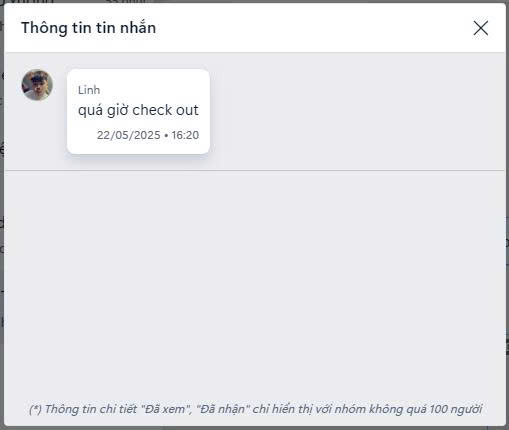 Thông tin tin nhắn
Linh
quá giờ check out
22/05/2025 • 16:20
(*) Thông tin chi tiết "Đã xem", "Đã nhận" chỉ hiển thị với nhóm không quá 100 người